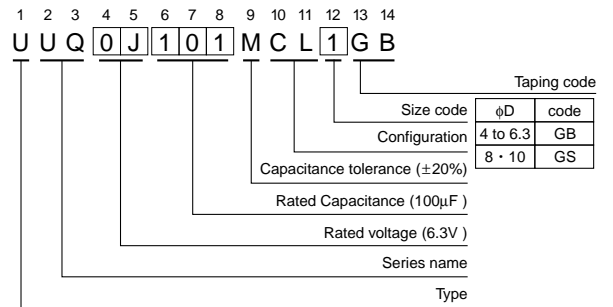 1 2 3 4 5 6 7 8 9 10 11 12 13 14
U U Q 0 J 1 0 1 M C L 1 G B
Taping code
Size code
Configuration
Capacitance tolerance (±20%)
Rated Capacitance (100μF )
Rated voltage (6.3V )
Series name
Type
ϕD code
4 to 6.3 GB
8・10 GS